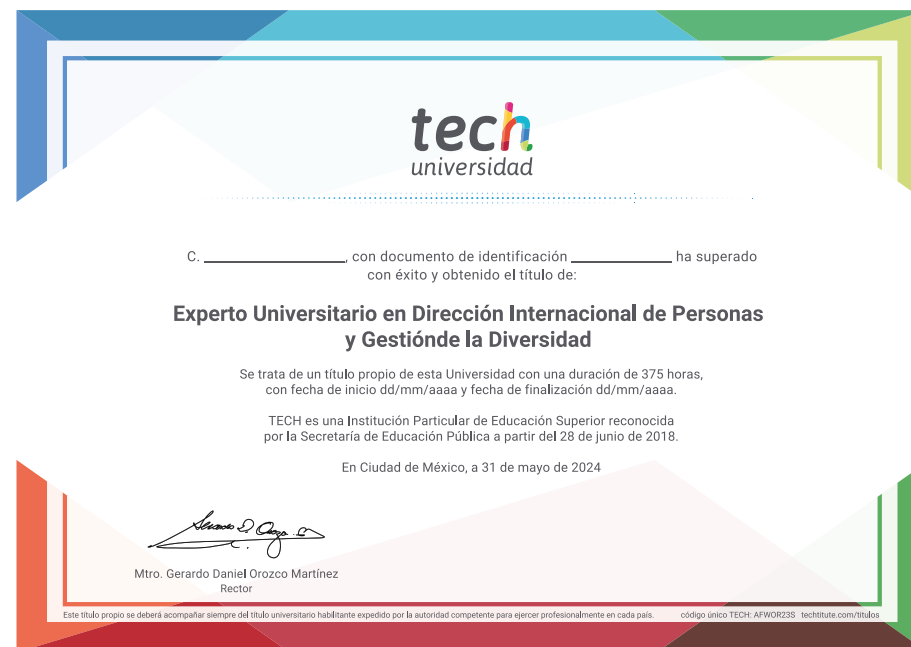 tech
universidad
C. ____________________, con documento de identificación ______________ ha superado
con éxito y obtenido el título de:
Experto Universitario en Dirección Internacional de Personas
y Gestiónde la Diversidad
Se trata de un título propio de esta Universidad con una duración de 375 horas,
con fecha de inicio dd/mm/aaaa y fecha de finalización dd/mm/aaaa.
TECH es una Institución Particular de Educación Superior reconocida
por la Secretaría de Educación Pública a partir del 28 de junio de 2018.
En Ciudad de México, a 31 de mayo de 2024
Mtro. Gerardo Daniel Orozco Martínez
Rector
Este título propio se deberá acompañar siempre del título universitario habilitante expedido por la autoridad competente para ejercer profesionalmente en cada país. código único TECH: AFWOR23S techtitute.com/titulos